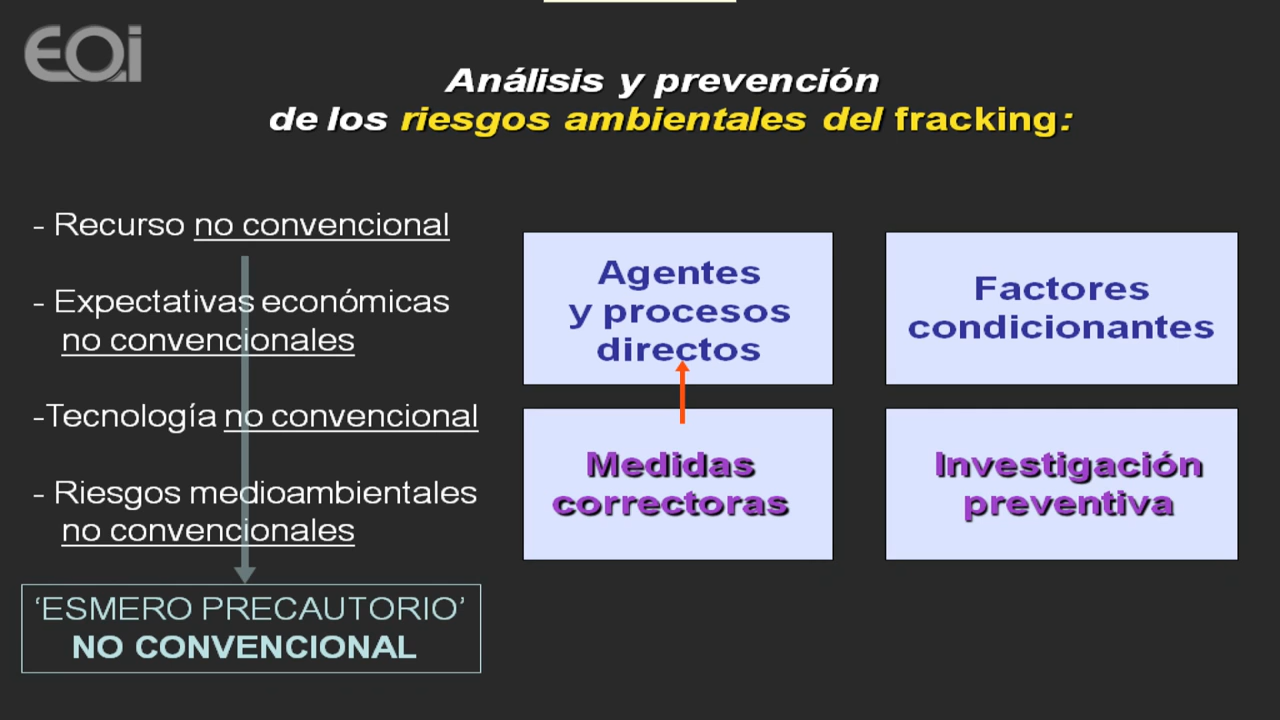 EOi
Análisis y prevención
de los riesgos ambientales del fracking:
- Recurso no convencional
- Expectativas económicas
no convencionales
-Tecnología no convencional
- Riesgos medioambientales
no convencionales
‘ESMERO PRECAUTORIO’
NO CONVENCIONAL
Agentes
y procesos
directos
Factores
condicionantes
Medidas
correctoras
Investigación
preventiva